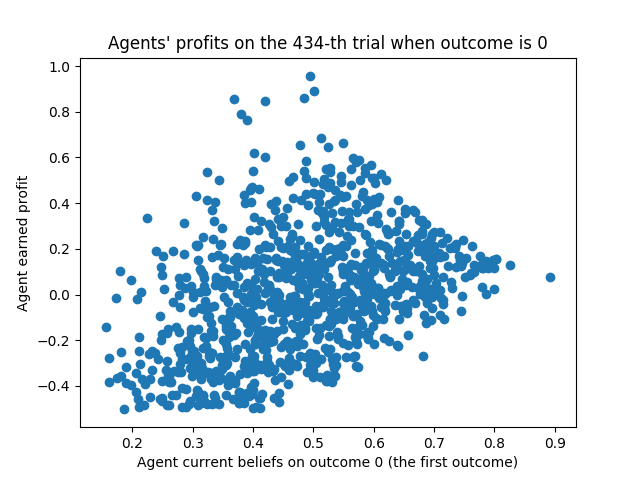 Agents' profits on the 434-th trial when outcome is 0
1.0
0.8
0.6
0.4
0.2
0.0
−0.2
−0.4
Agent earned profit
0.2 0.3 0.4 0.5 0.6 0.7 0.8 0.9
Agent current beliefs on outcome 0 (the first outcome)